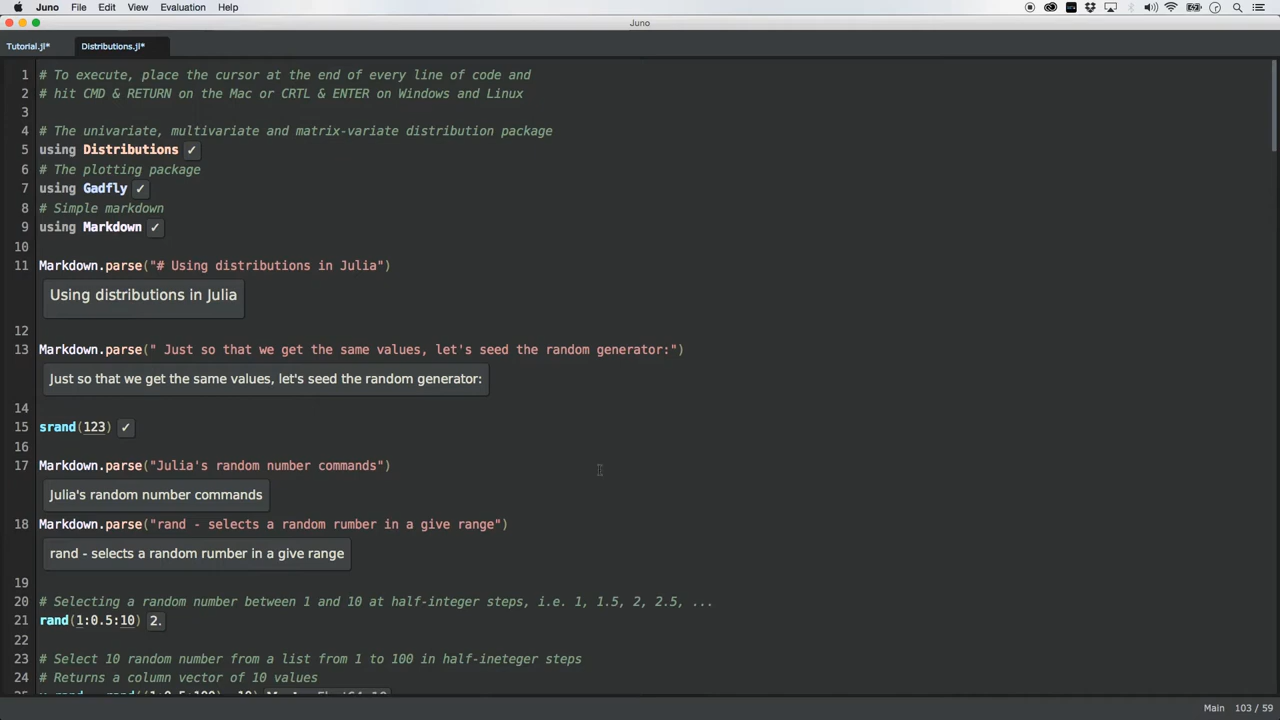 Juno File Edit View Evaluation Help
Juno
Tutorial.jl* Distributions.jl*
1 # To execute, place the cursor at the end of every line of code and
2 # hit CMD & RETURN on the Mac or CRTL & ENTER on Windows and Linux
3
4 # The univariate, multivariate and matrix-variate distribution package
5 using Distributions ✓
6 # The plotting package
7 using Gadfly ✓
8 # Simple markdown
9 using Markdown ✓
10
11 Markdown.parse("# Using distributions in Julia")
Using distributions in Julia
12
13 Markdown.parse(" Just so that we get the same values, let's seed the random generator:")
Just so that we get the same values, let's seed the random generator:
14
15 srand(123) ✓
16
17 Markdown.parse("Julia's random number commands")
Julia's random number commands
18 Markdown.parse("rand - selects a random rumber in a give range")
rand - selects a random rumber in a give range
19
20 # Selecting a random number between 1 and 10 at half-integer steps, i.e. 1, 1.5, 2, 2.5, ...
21 rand(1:0.5:10) 2.
22
23 # Select 10 random number from a list from 1 to 100 in half-ineteger steps
24 # Returns a column vector of 10 values
Main 103 / 59